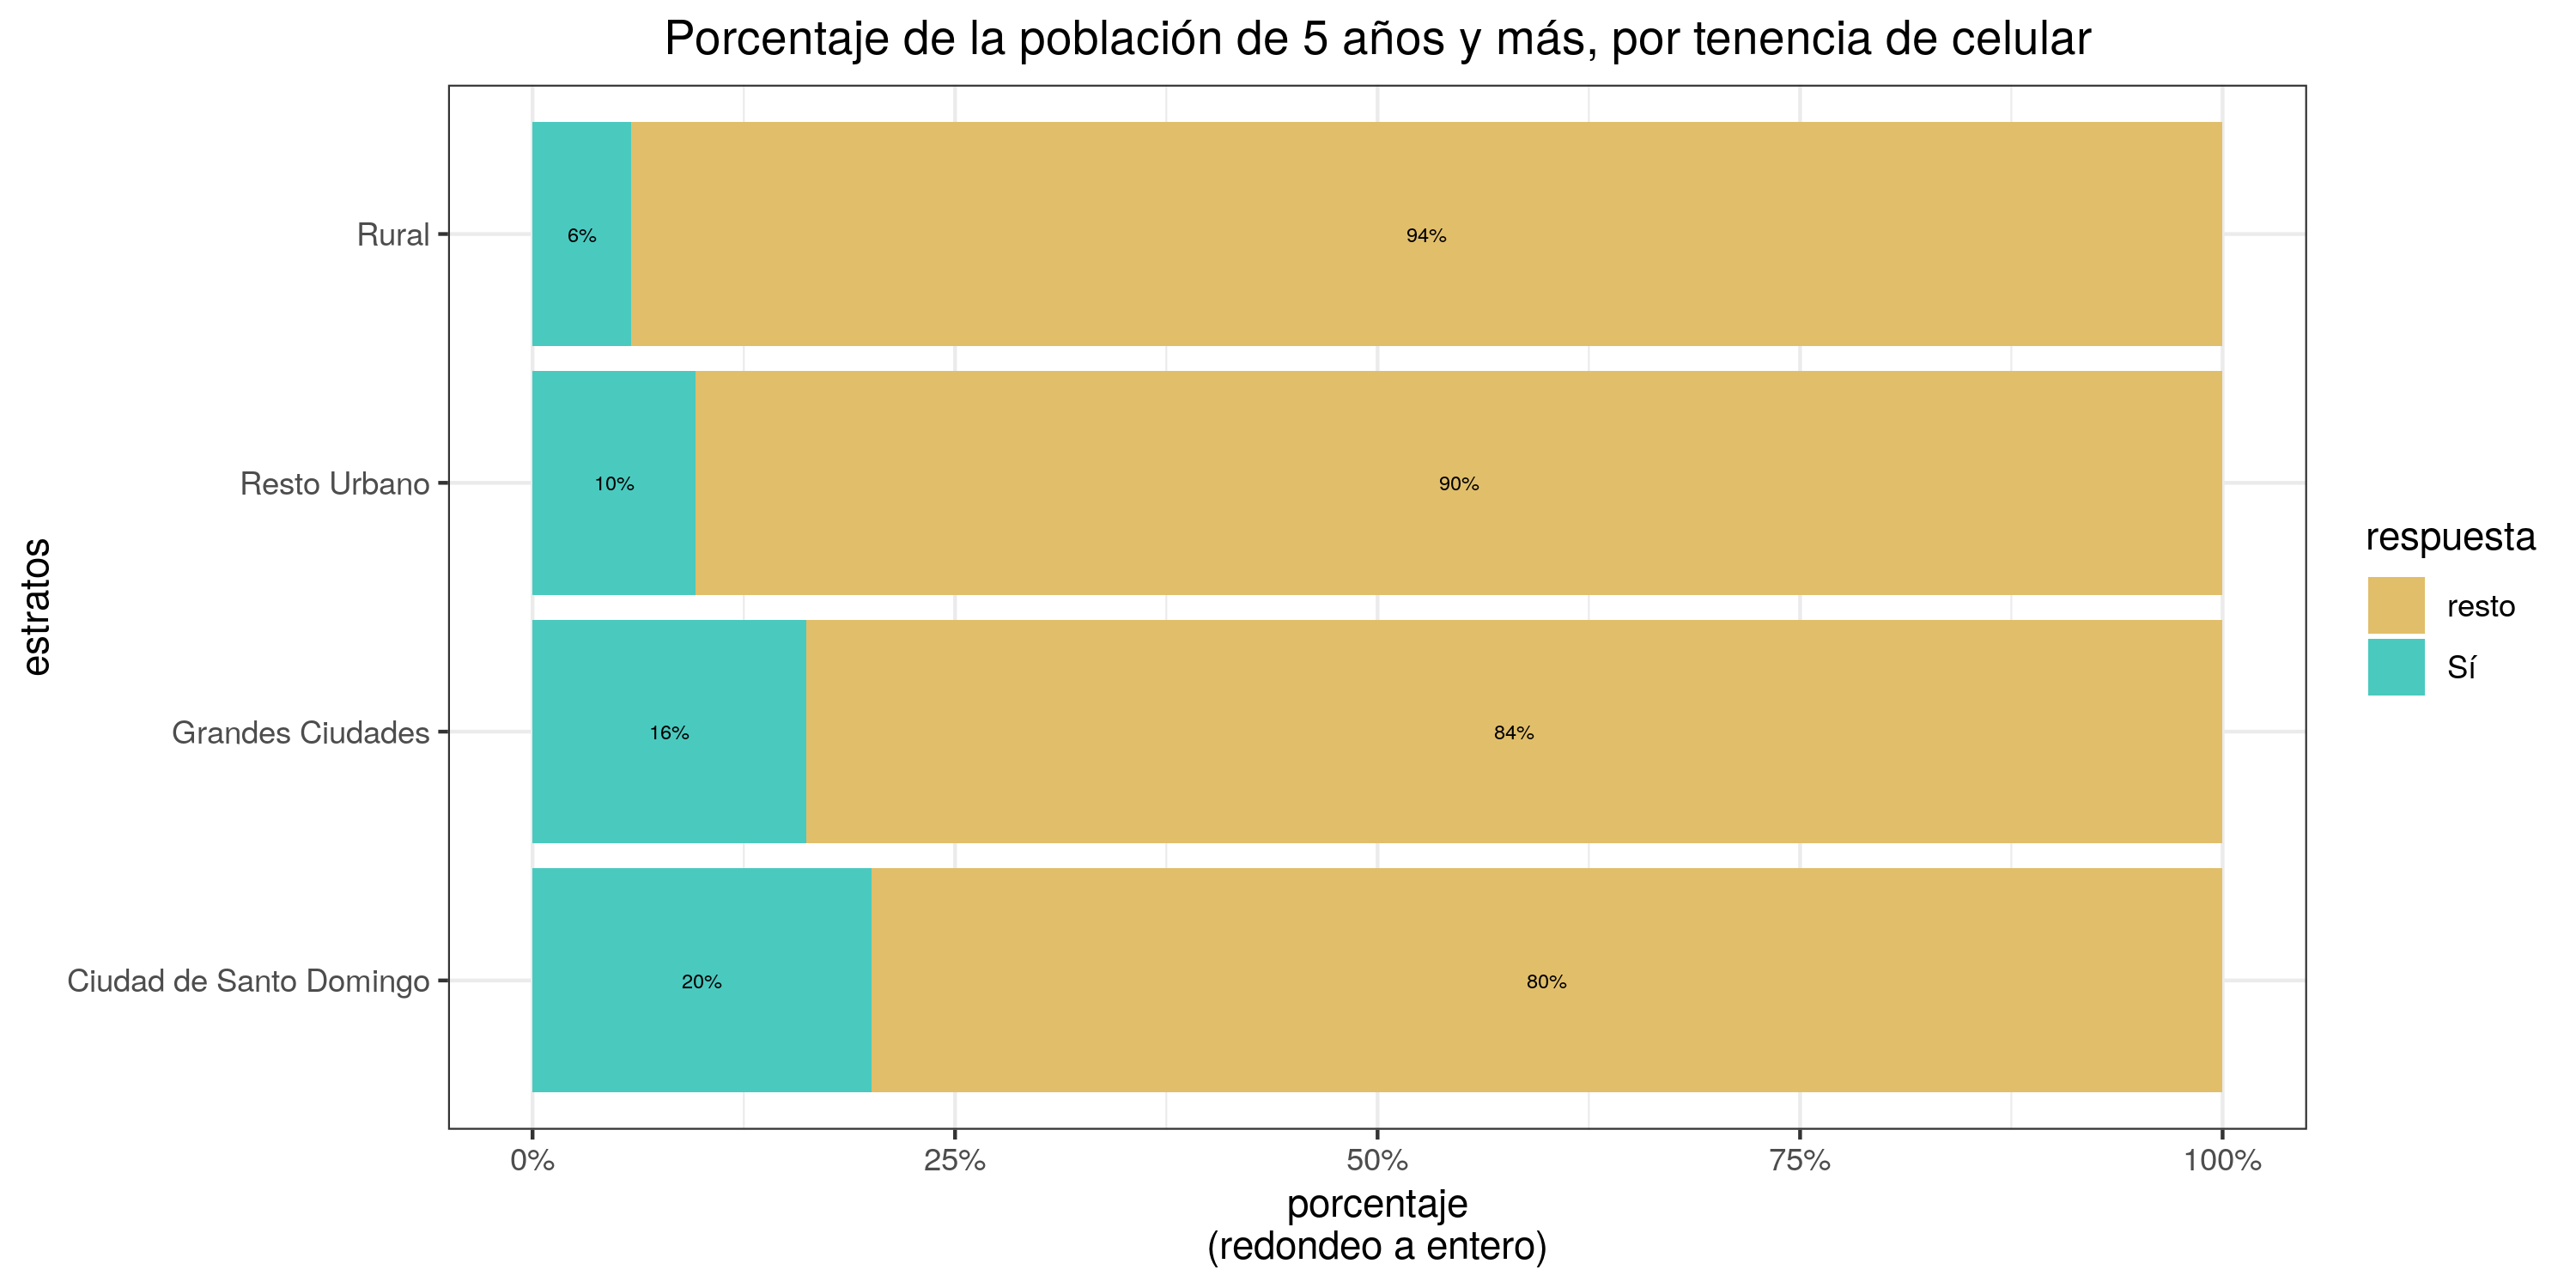 Porcentaje de la población de 5 años y más, por tenencia de celular
estratos
Rural
6%
94%
Resto Urbano
10%
90%
Grandes Ciudades
16%
84%
Ciudad de Santo Domingo
20%
80%
0%
25%
50%
75%
100%
porcentaje
(redondeo a entero)
respuesta
resto
Sí